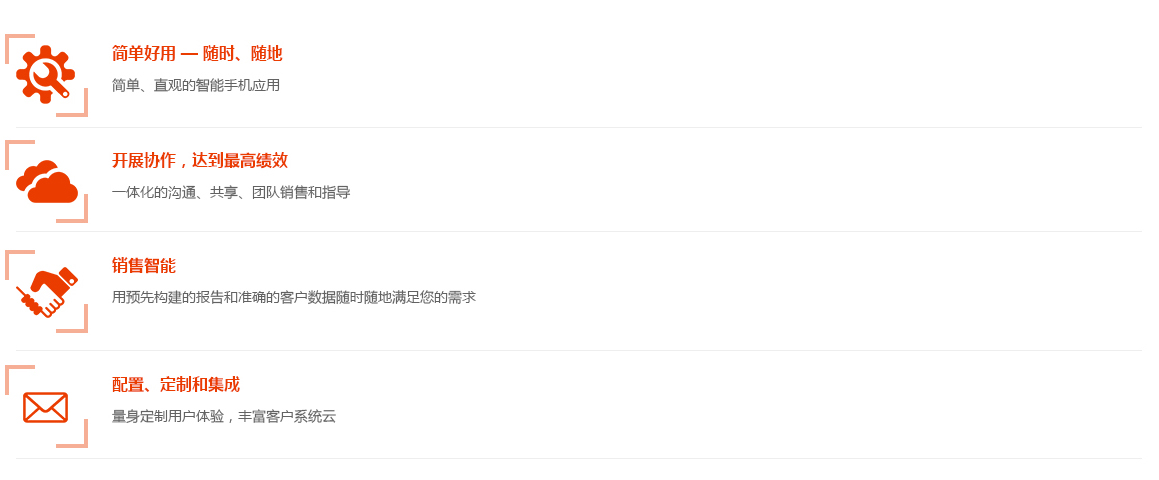 简单好用 — 随时、随地
简单、直观的智能手机应用
开展协作，达到最高绩效
一体化的沟通、共享、团队销售和指导
销售智能
用预先构建的报告和准确的客户数据随时随地满足您的需求
配置、定制和集成
量身定制用户体验，丰富客户系统云